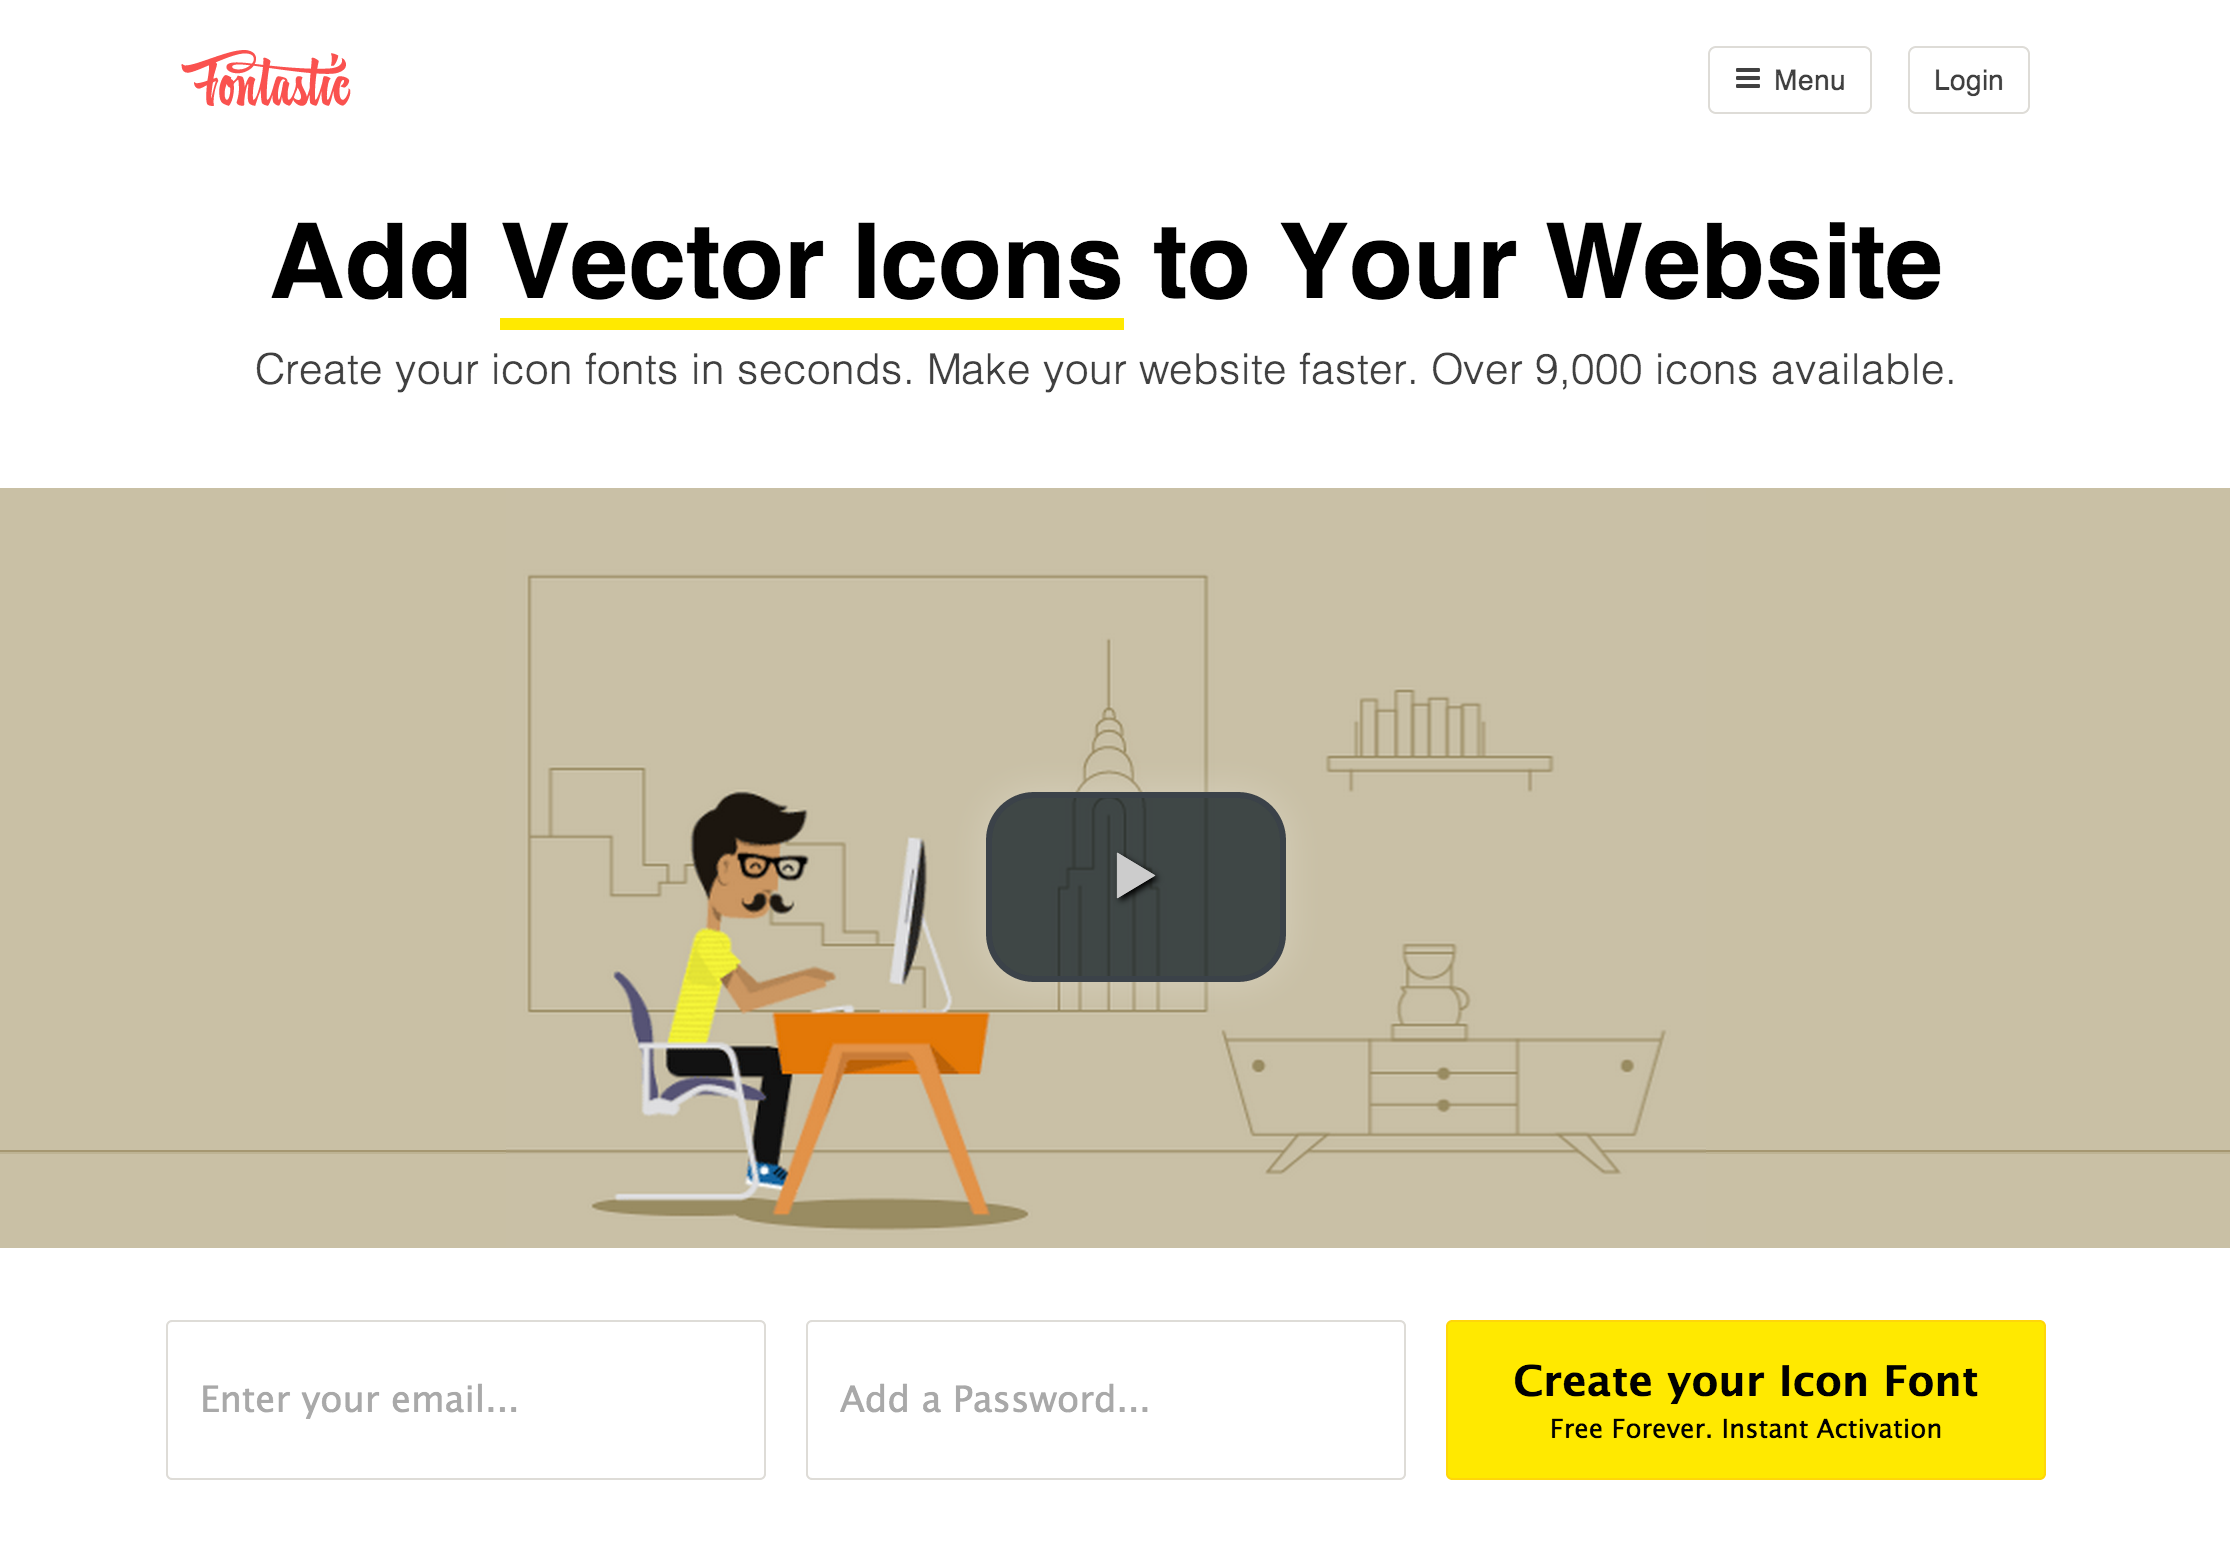 Fontastic
Menu
Login
Add Vector Icons to Your Website
Create your icon fonts in seconds. Make your website faster. Over 9,000 icons available.
Enter your email...
Add a Password...
Create your Icon Font
Free Forever. Instant Activation